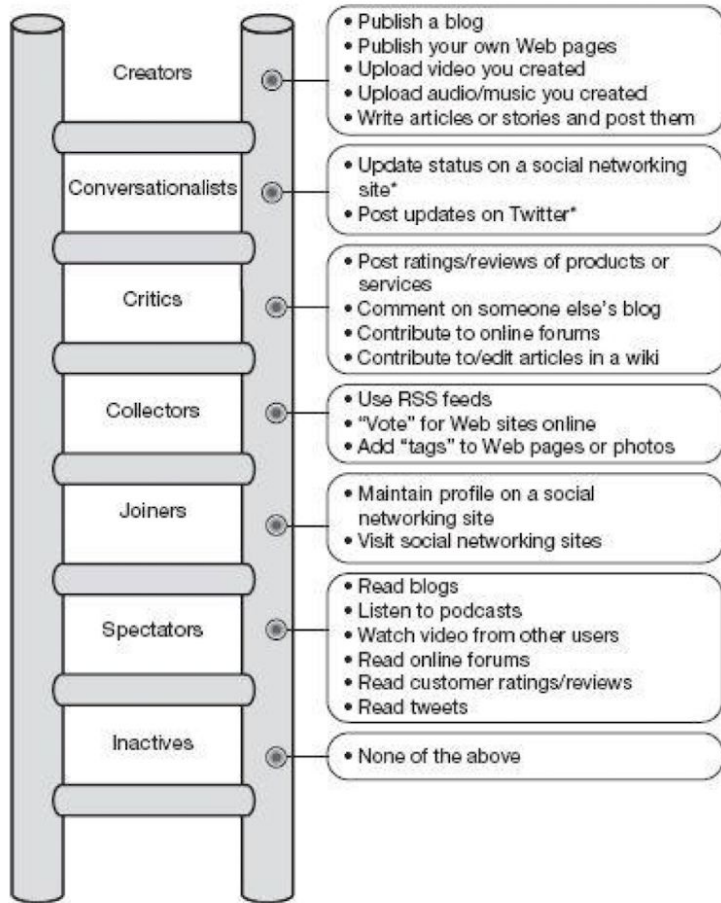 Creators
• Publish a blog
• Publish your own Web pages
• Upload video you created
• Upload audio/music you created
• Write articles or stories and post them
Conversationalists
• Update status on a social networking
site*
• Post updates on Twitter*
Critics
• Post ratings/reviews of products or
services
• Comment on someone else's blog
• Contribute to online forums
• Contribute to/edit articles in a wiki
Collectors
• Use RSS feeds
• “Vote” for Web sites online
• Add “tags” to Web pages or photos
Joiners
• Maintain profile on a social
networking site
• Visit social networking sites
Spectators
• Read blogs
• Listen to podcasts
• Watch video from other users
• Read online forums
• Read customer ratings/reviews
• Read tweets
Inactives
• None of the above